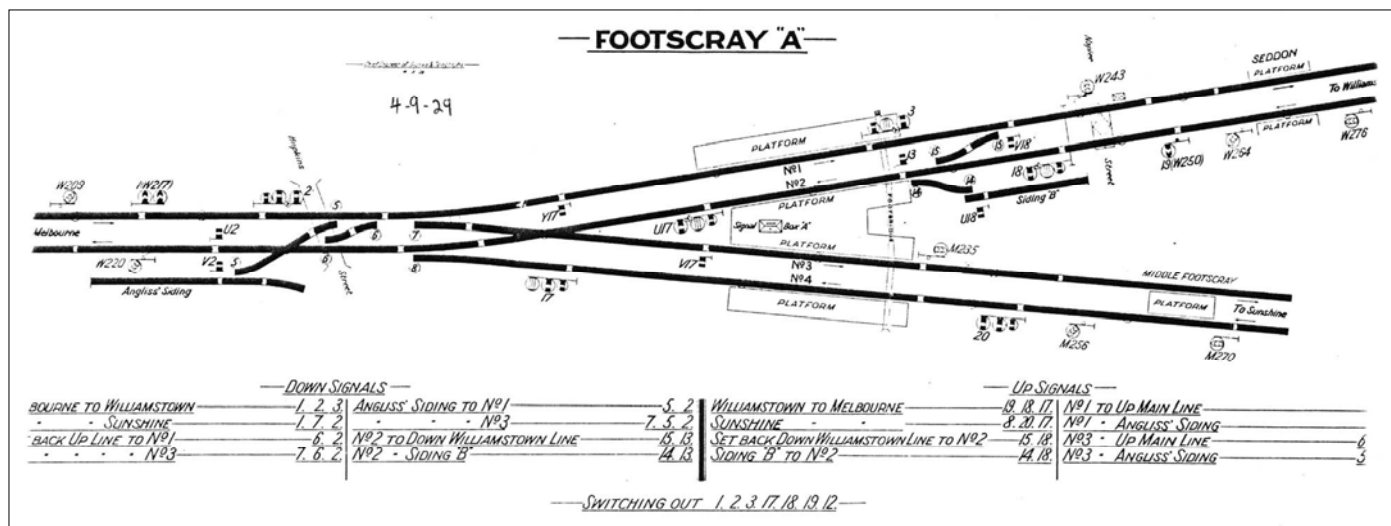 FOOTSCRAY "A"
4-9-29
SEDDON
PLATFORM
Napier
W243
To Williams
W276
W264
PLATFORM
3
V18
15
15
13
19(W250)
Street
18
14
14
U18
Siding "B"
PLATFORM
Nº1
Nº2
PLATFORM
Hopkins
W209
1(W217)
2
5
Melbourne
U2
V2
6
6
5
7
8
Y17
U17
Signal Box "A"
PLATFORM
M235
W220
Angliss' Siding
Street
V17
17
Nº3
Nº4
PLATFORM
MIDDLE FOOTSCRAY
PLATFORM
To Sunshine
20
M256
M270
DOWN SIGNALS
BOURNE TO WILLIAMSTOWN 1. 2. 3.
- - SUNSHINE 1. 7. 2
BACK UP LINE TO Nº1 6. 2
- - - - Nº3 7. 6. 2.
ANGLISS' SIDING TO Nº1 5. 2
- - - Nº3 7. 5. 2
Nº2 TO DOWN WILLIAMSTOWN LINE 15. 13.
Nº2 - SIDING "B" 14. 13.
UP SIGNALS
WILLIAMSTOWN TO MELBOURNE 19. 18. 17.
SUNSHINE - - 8. 20. 17.
SET BACK DOWN WILLIAMSTOWN LINE TO Nº2 15. 18.
SIDING "B" TO Nº2 14. 18.
Nº1 TO UP MAIN LINE
Nº1 - ANGLISS' SIDING
Nº3 - UP MAIN LINE 6
Nº3 - ANGLISS' SIDING 5
SWITCHING OUT 1. 2. 3. 17. 18. 19. 12.